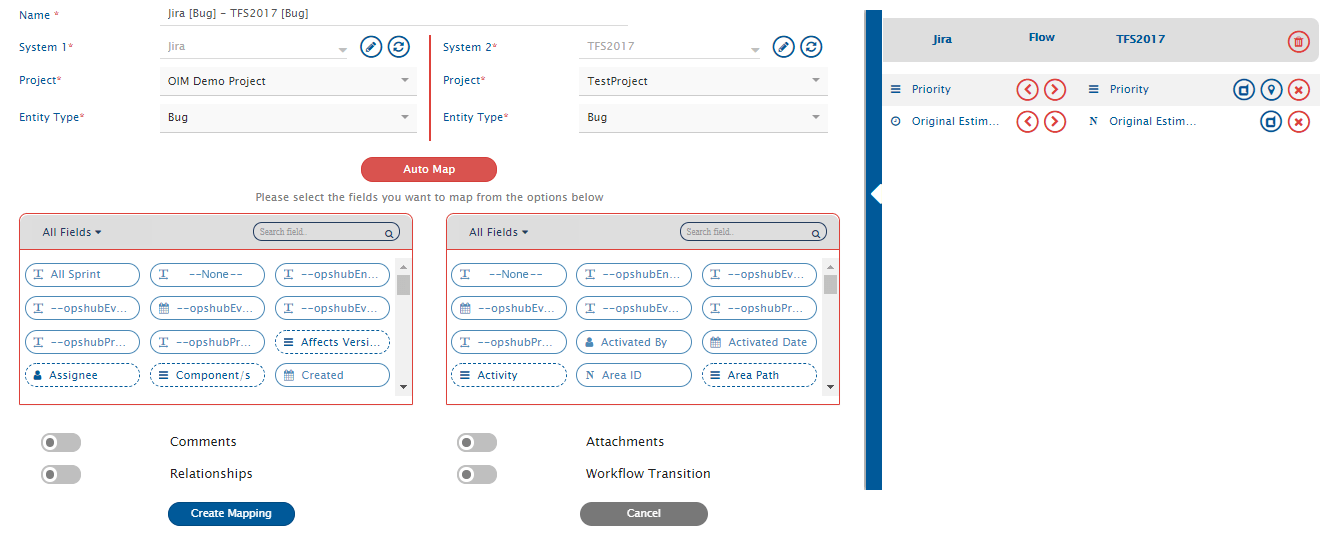 Name * Jira [Bug] - TFS2017 [Bug]
System 1* Jira System 2* TFS2017
Project* OIM Demo Project Project* TestProject
Entity Type* Bug Entity Type* Bug
Auto Map
Please select the fields you want to map from the options below
All Fields Search field..
T All Sprint T --None-- T --opshubEn...
T --opshubEv... --opshubEv... T --opshubEv...
T --opshubPr... T --opshubPr... Affects Versi...
Assignee Component/s Created
All Fields Search field..
T --None-- T --opshubEn... T --opshubEv...
--opshubEv... T --opshubEv... T --opshubPr...
T --opshubPr... Activated By Activated Date
Activity N Area ID Area Path
Comments Attachments
Relationships Workflow Transition
Create Mapping Cancel
Jira Flow TFS2017
Priority Priority
Original Estim... N Original Estim...